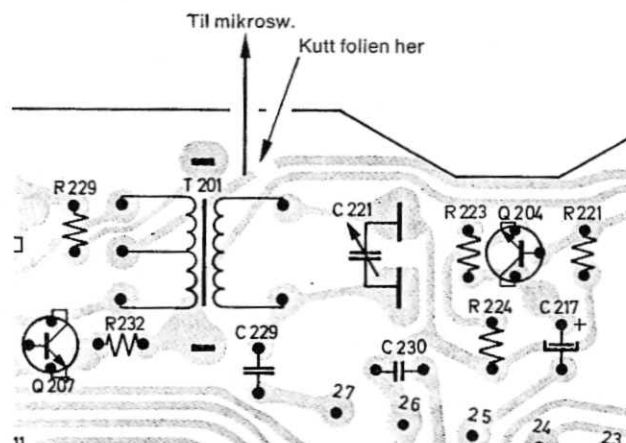 Til mikrosw.
Kutt folien her
R 229
T 201
C 221
R 223
Q 204
R 221
R 232
C 229
R 224
C 217
+
Q 207
C 230
27
26
25
24
23
11